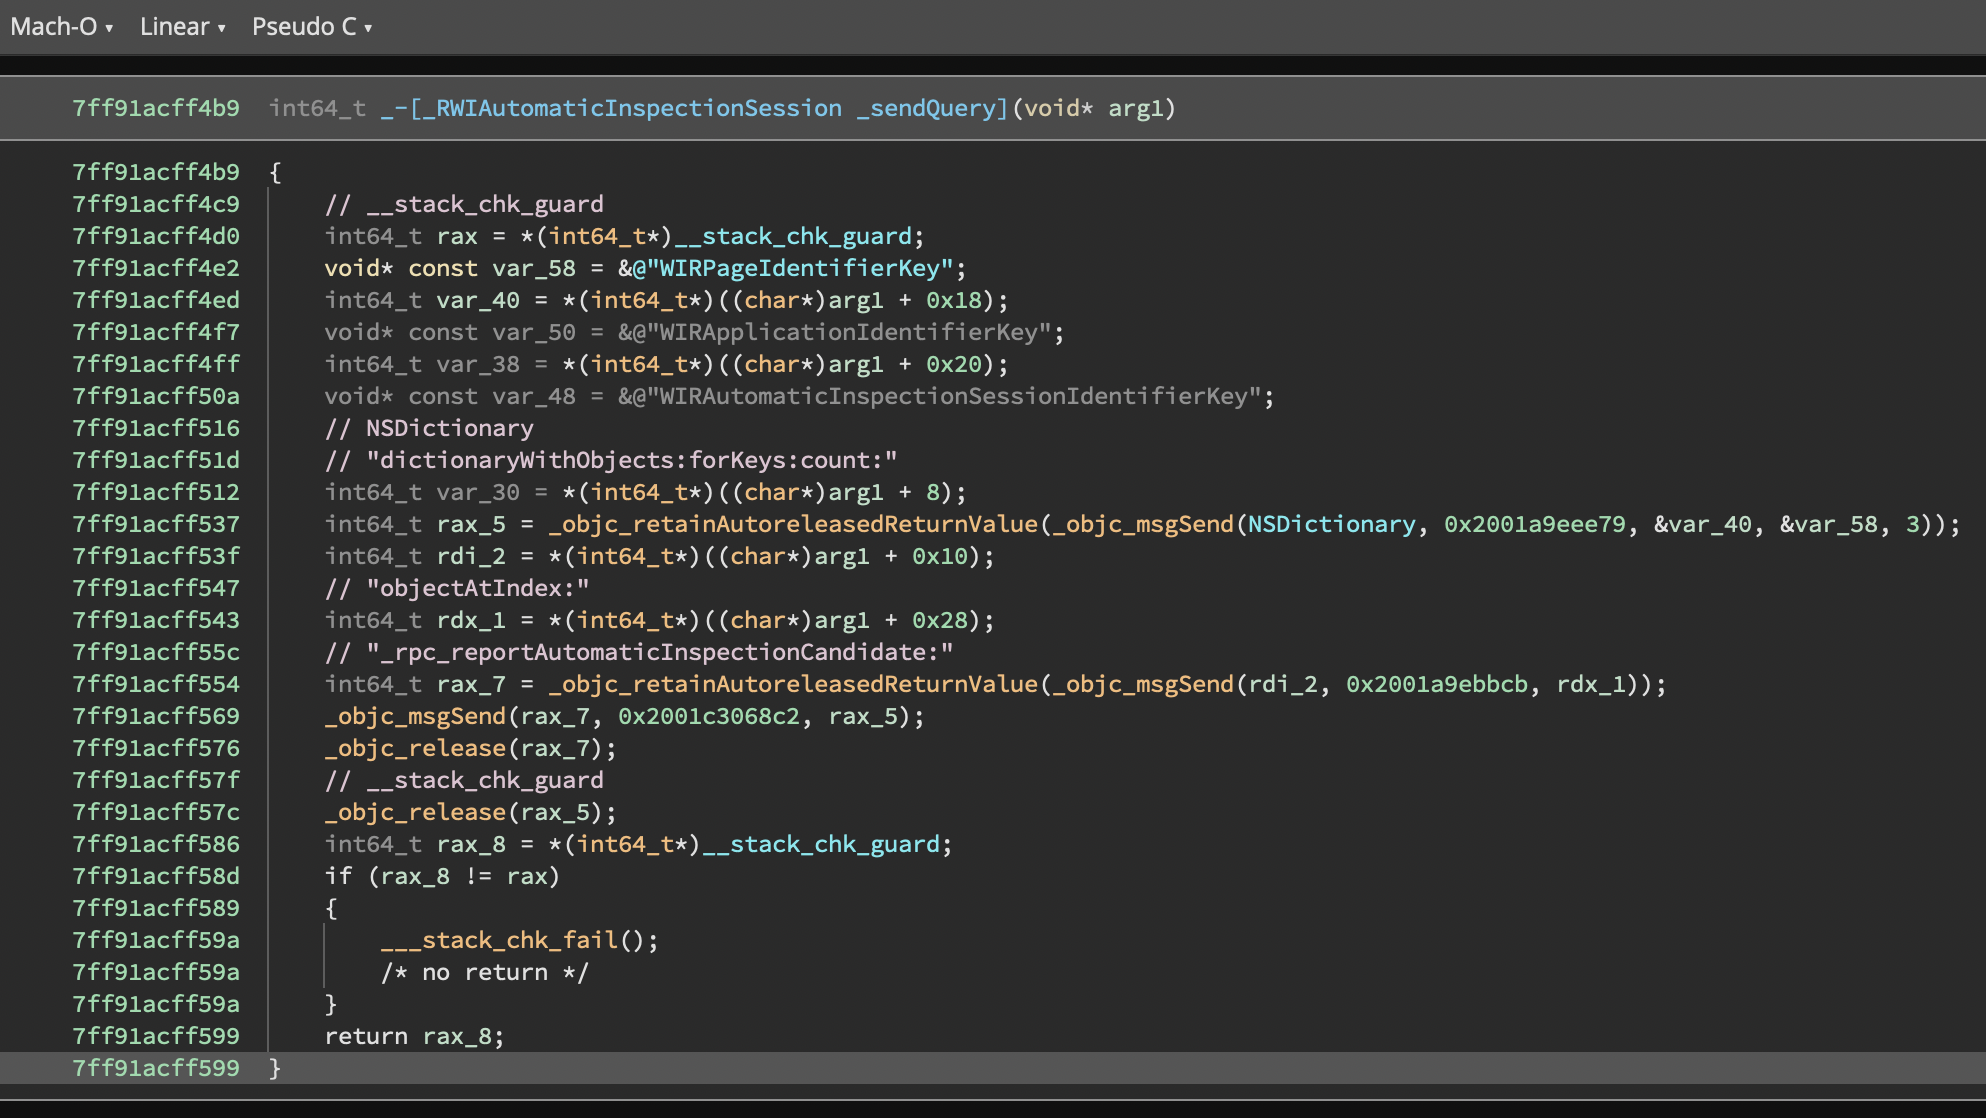 Mach-O ▾ Linear ▾ Pseudo C ▾
7ff91acff4b9 int64_t _-[_RWIAutomaticInspectionSession _sendQuery](void* arg1)
7ff91acff4b9 {
7ff91acff4c9 // __stack_chk_guard
7ff91acff4d0 int64_t rax = *(int64_t*)__stack_chk_guard;
7ff91acff4e2 void* const var_58 = &@"WIRPageIdentifierKey";
7ff91acff4ed int64_t var_40 = *(int64_t*)((char*)arg1 + 0x18);
7ff91acff4f7 void* const var_50 = &@"WIRApplicationIdentifierKey";
7ff91acff4ff int64_t var_38 = *(int64_t*)((char*)arg1 + 0x20);
7ff91acff50a void* const var_48 = &@"WIRAutomaticInspectionSessionIdentifierKey";
7ff91acff516 // NSDictionary
7ff91acff51d // "dictionaryWithObjects:forKeys:count:"
7ff91acff512 int64_t var_30 = *(int64_t*)((char*)arg1 + 8);
7ff91acff537 int64_t rax_5 = _objc_retainAutoreleasedReturnValue(_objc_msgSend(NSDictionary, 0x2001a9eee79, &var_40, &var_58, 3));
7ff91acff53f int64_t rdi_2 = *(int64_t*)((char*)arg1 + 0x10);
7ff91acff547 // "objectAtIndex:"
7ff91acff543 int64_t rdx_1 = *(int64_t*)((char*)arg1 + 0x28);
7ff91acff55c // "_rpc_reportAutomaticInspectionCandidate:"
7ff91acff554 int64_t rax_7 = _objc_retainAutoreleasedReturnValue(_objc_msgSend(rdi_2, 0x2001a9ebbcb, rdx_1));
7ff91acff569 _objc_msgSend(rax_7, 0x2001c3068c2, rax_5);
7ff91acff576 _objc_release(rax_7);
7ff91acff57f // __stack_chk_guard
7ff91acff57c _objc_release(rax_5);
7ff91acff586 int64_t rax_8 = *(int64_t*)__stack_chk_guard;
7ff91acff58d if (rax_8 != rax)
7ff91acff589 {
7ff91acff59a ___stack_chk_fail();
7ff91acff59a /* no return */
7ff91acff59a }
7ff91acff599 return rax_8;
7ff91acff599 }